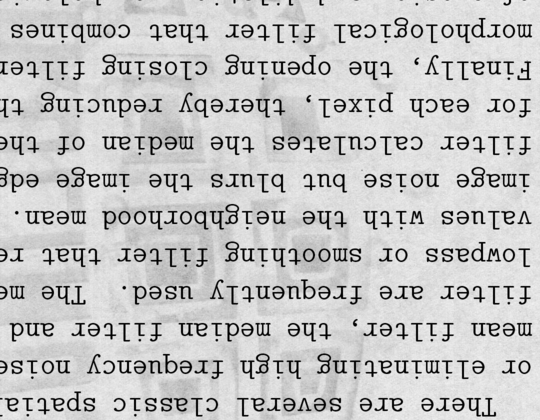 There are several classic spatial
or eliminating high frequency noise
mean filter, the median filter and
filter are frequently used. The me
lowpass or smoothing filter that re
values with the neighborhood mean.
image noise but blurs the image edg
filter calculates the median of the
for each pixel, thereby reducing th
Finally, the opening closing filter
morphological filter that combines